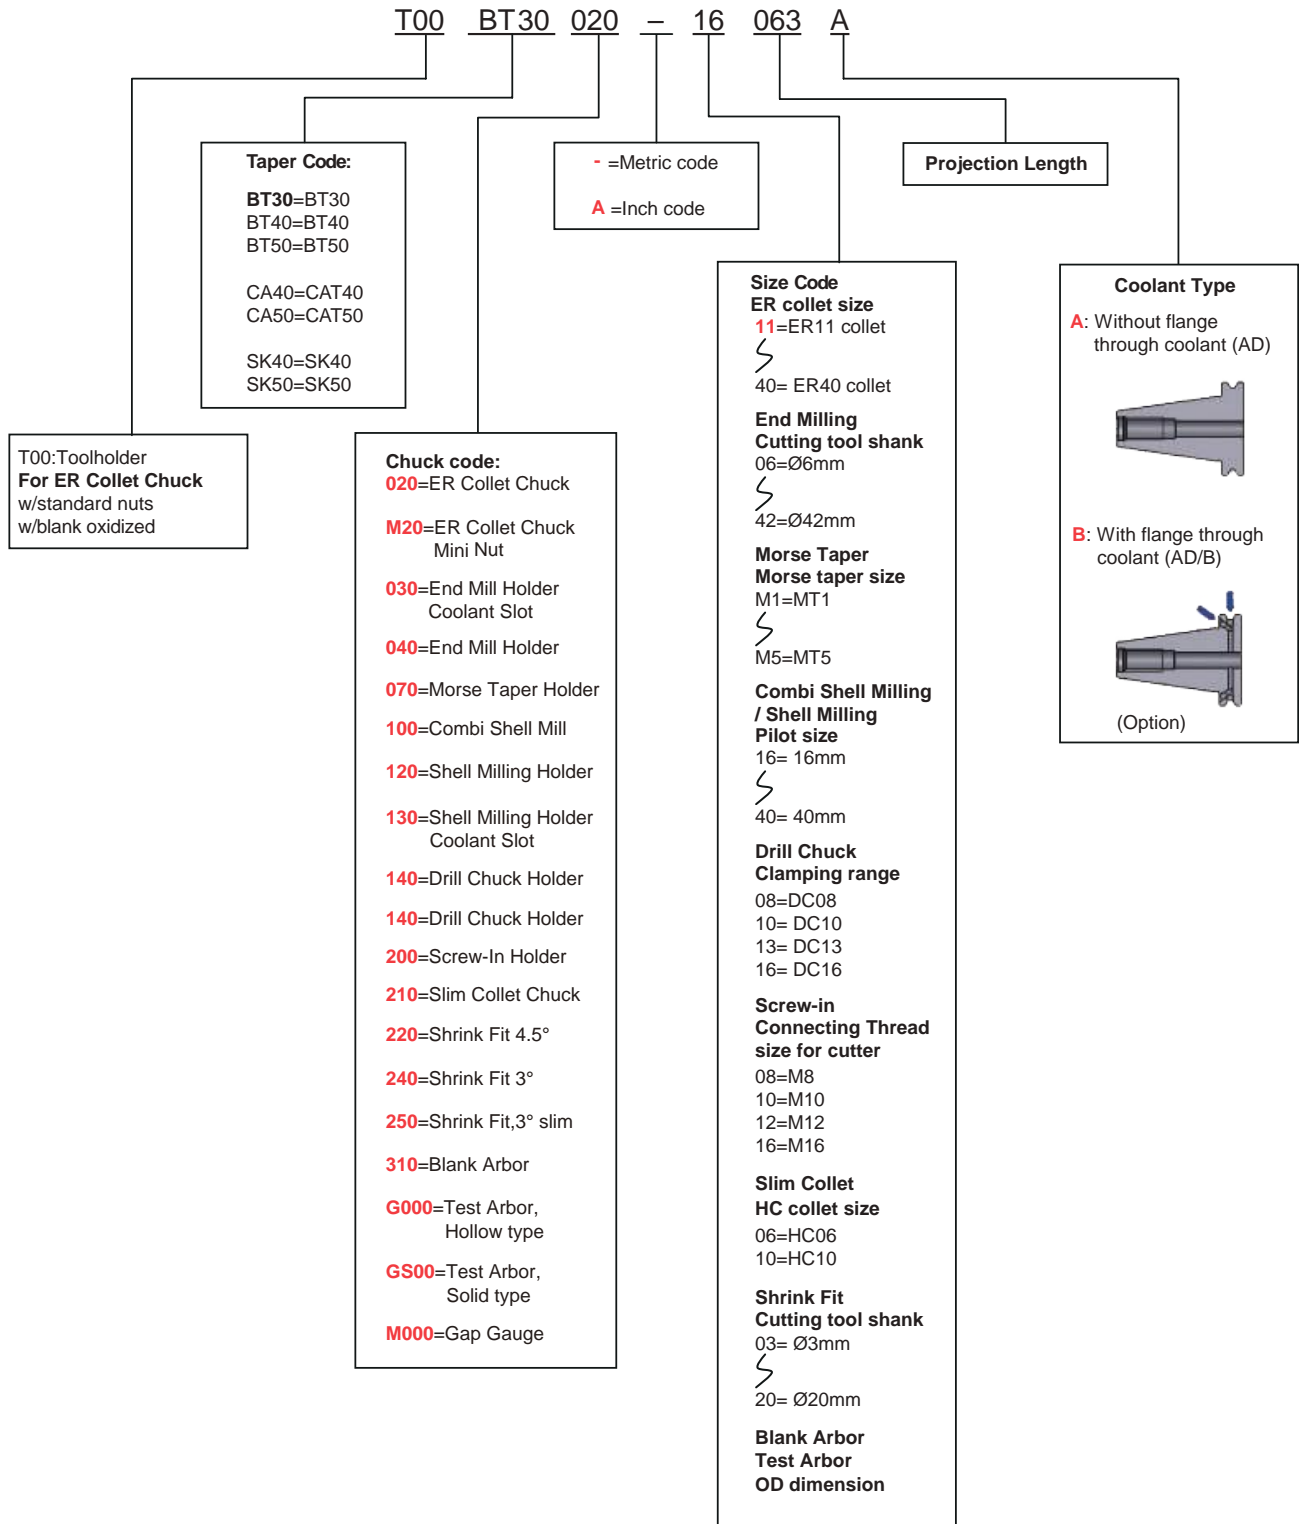 T00 BT30 020 – 16 063 A
T00:Toolholder
For ER Collet Chuck
w/standard nuts
w/blank oxidized
Taper Code:
BT30=BT30
BT40=BT40
BT50=BT50
CA40=CAT40
CA50=CAT50
SK40=SK40
SK50=SK50
Chuck code:
020=ER Collet Chuck
M20=ER Collet Chuck
Mini Nut
030=End Mill Holder
Coolant Slot
040=End Mill Holder
070=Morse Taper Holder
100=Combi Shell Mill
120=Shell Milling Holder
130=Shell Milling Holder
Coolant Slot
140=Drill Chuck Holder
140=Drill Chuck Holder
200=Screw-In Holder
210=Slim Collet Chuck
220=Shrink Fit 4.5°
240=Shrink Fit 3°
250=Shrink Fit,3° slim
310=Blank Arbor
G000=Test Arbor,
Hollow type
GS00=Test Arbor,
Solid type
M000=Gap Gauge
- =Metric code
A =Inch code
Size Code
ER collet size
11=ER11 collet
40= ER40 collet
End Milling
Cutting tool shank
06=Ø6mm
42=Ø42mm
Morse Taper
Morse taper size
M1=MT1
M5=MT5
Combi Shell Milling
/ Shell Milling
Pilot size
16= 16mm
40= 40mm
Drill Chuck
Clamping range
08=DC08
10= DC10
13= DC13
16= DC16
Screw-in
Connecting Thread
size for cutter
08=M8
10=M10
12=M12
16=M16
Slim Collet
HC collet size
06=HC06
10=HC10
Shrink Fit
Cutting tool shank
03= Ø3mm
20= Ø20mm
Blank Arbor
Test Arbor
OD dimension
Projection Length
Coolant Type
A: Without flange
through coolant (AD)
B: With flange through
coolant (AD/B)
(Option)